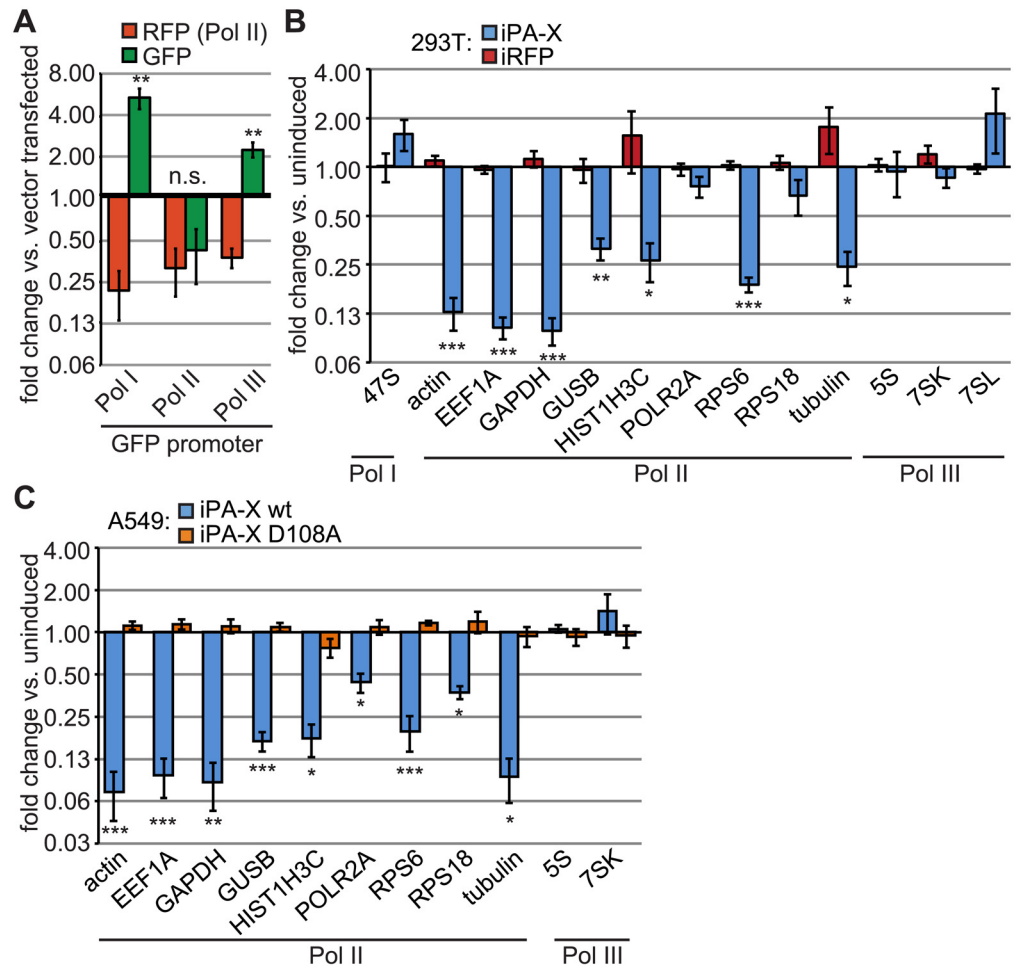 A
RFP (Pol II)
GFP
fold change vs. vector transfected
8.00
4.00
2.00
1.00
0.50
0.25
0.13
0.06
**
n.s.
**
Pol I
Pol II
Pol III
GFP promoter
B
293T:
iPA-X
iRFP
fold change vs. uninduced
4.00
2.00
1.00
0.50
0.25
0.13
0.06
***
***
***
**
*
***
*
47S
actin
EEF1A
GAPDH
GUSB
HIST1H3C
POLR2A
RPS6
RPS18
tubulin
5S
7SK
7SL
Pol I
Pol II
Pol III
C
A549:
iPA-X wt
iPA-X D108A
fold change vs. uninduced
4.00
2.00
1.00
0.50
0.25
0.13
0.06
0.03
***
***
**
***
*
*
***
*
*
actin
EEF1A
GAPDH
GUSB
HIST1H3C
POLR2A
RPS6
RPS18
tubulin
5S
7SK
Pol II
Pol III